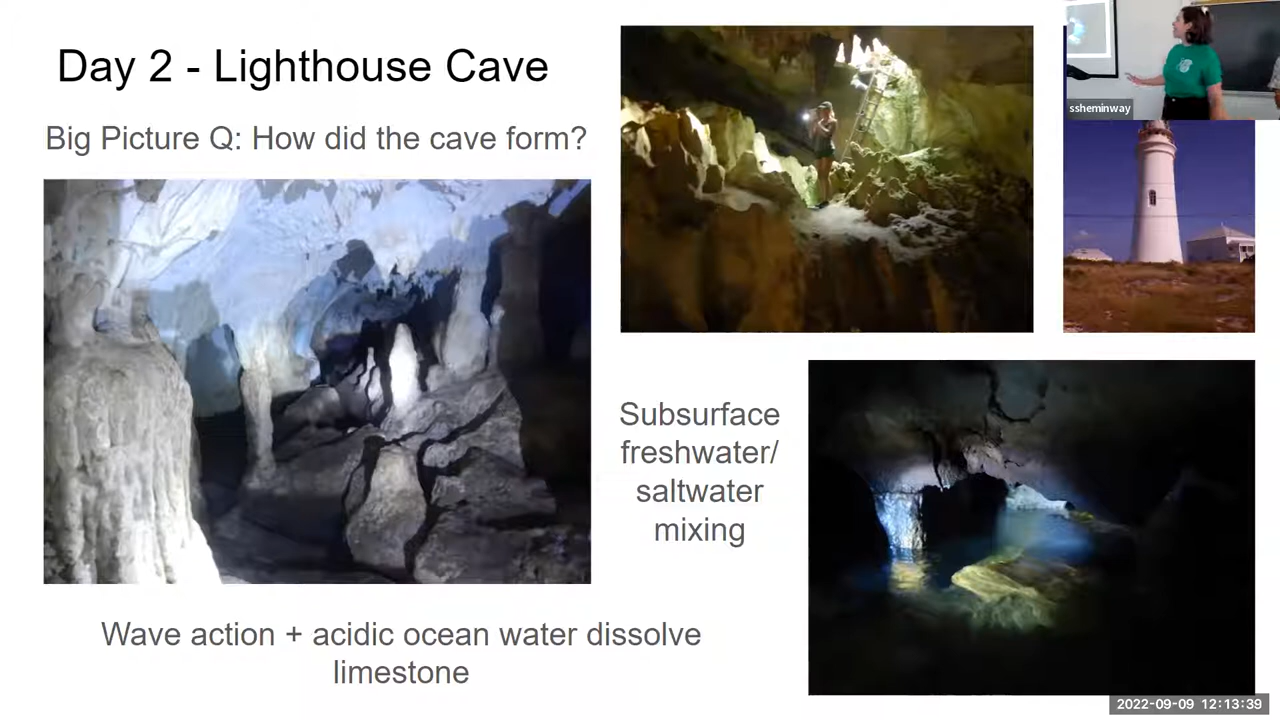 Day 2 - Lighthouse Cave
Big Picture Q: How did the cave form?
ssheminway
Subsurface
freshwater/
saltwater
mixing
Wave action + acidic ocean water dissolve
limestone
2022-09-09 12:13:39